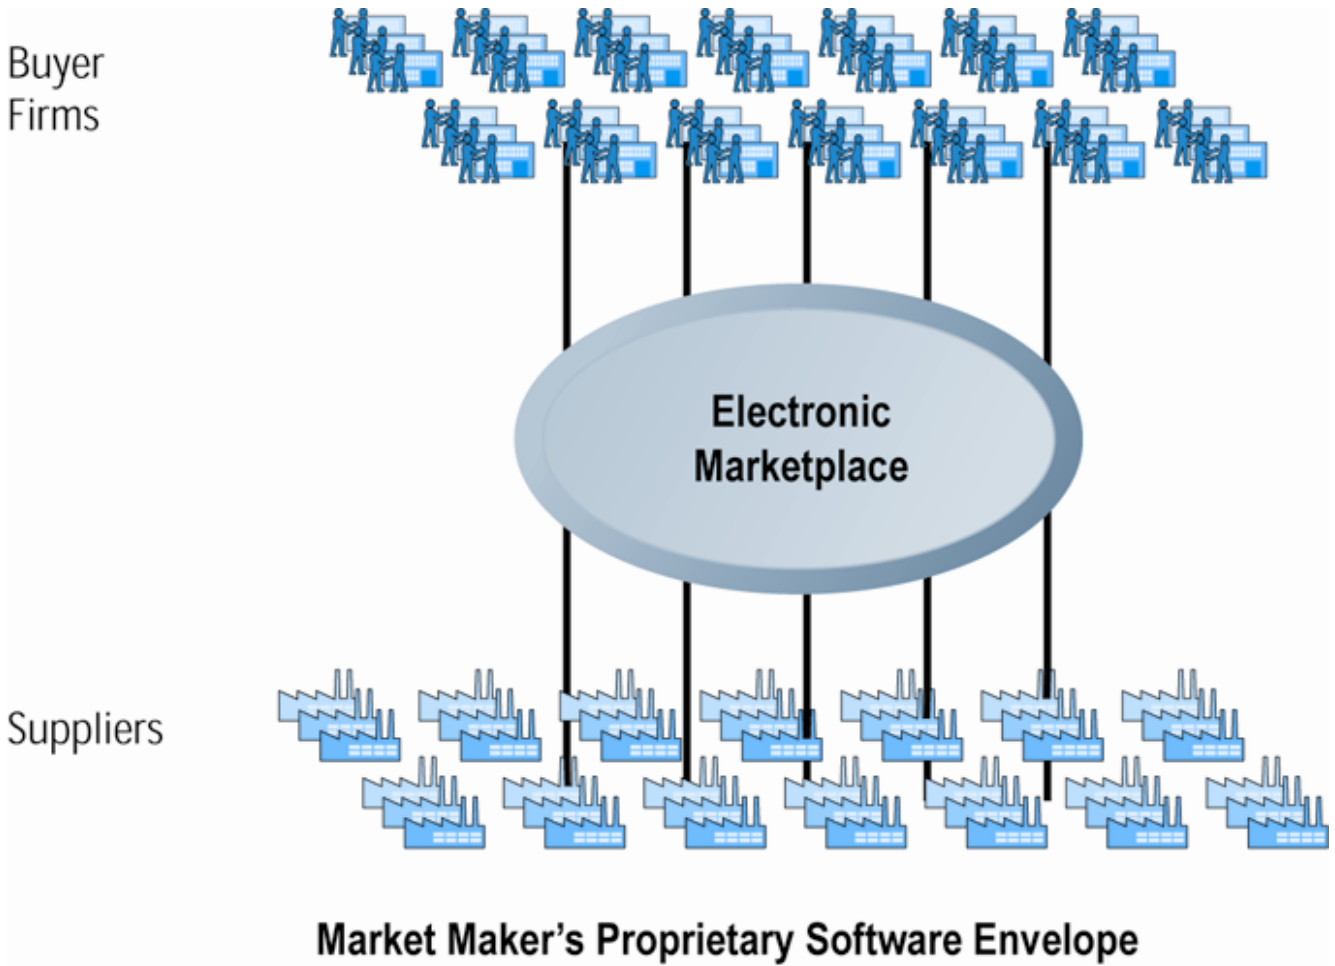 Buyer
Firms
Electronic
Marketplace
Suppliers
Market Maker’s Proprietary Software Envelope